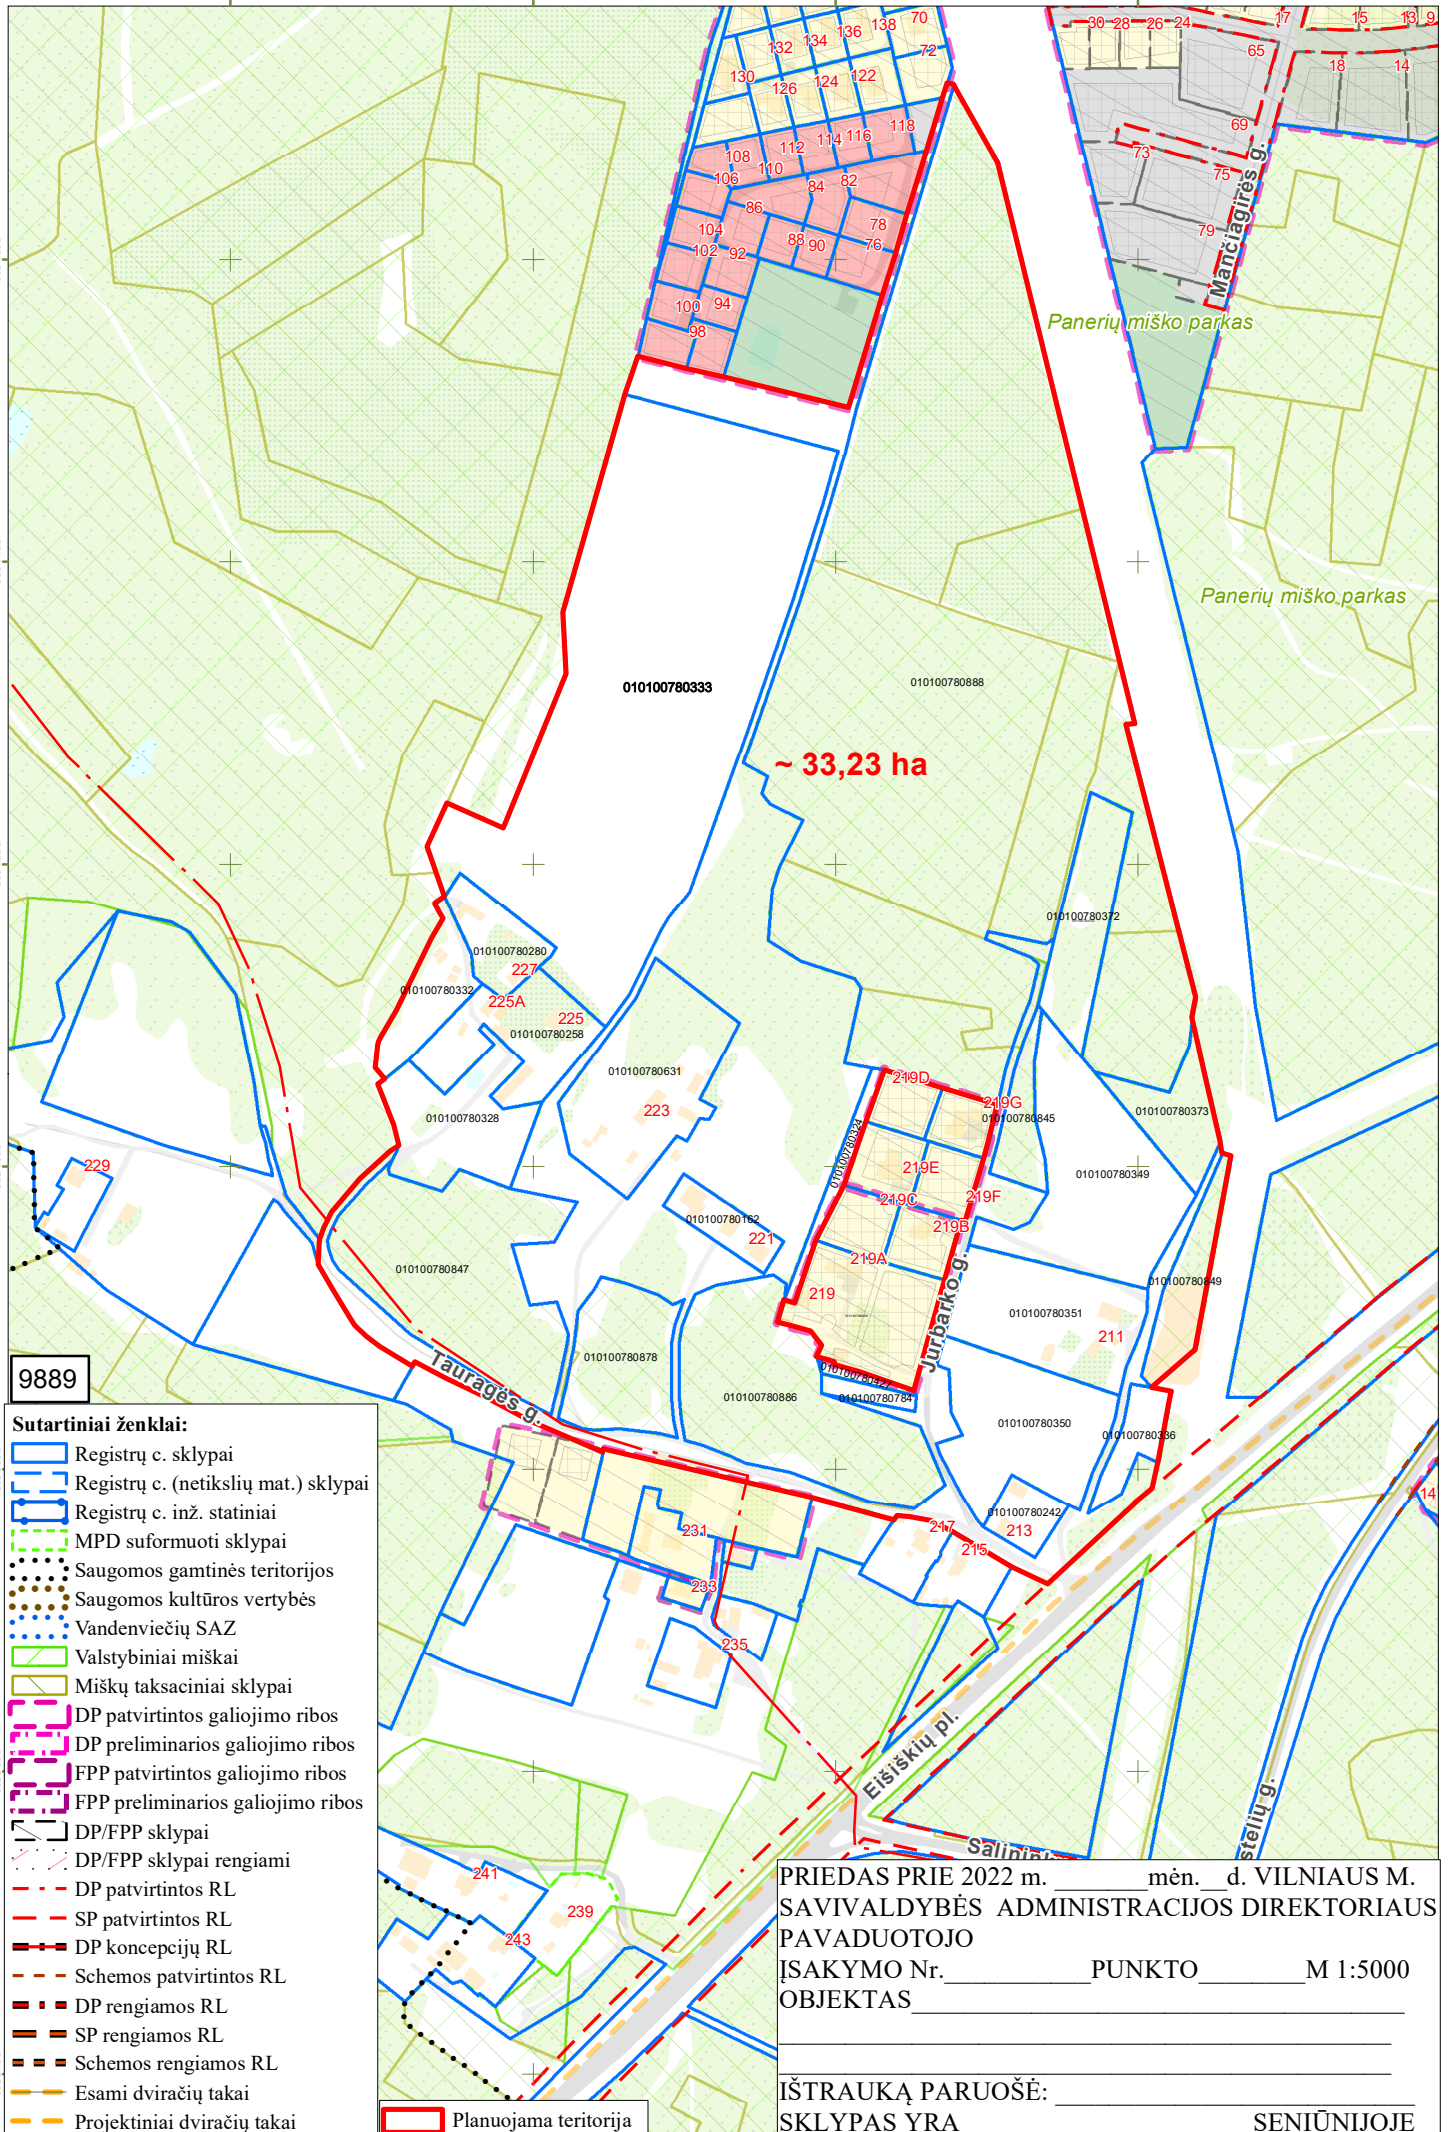 132
134
136
138
70
72
130
126
124
122
30
28
26
24
17
15
13
9
65
18
14
69
73
75
79
Mančiagirės g.
108
110
112
114
116
118
106
84
82
86
78
104
88
90
76
102
92
100
94
98
Panerių miško parkas
Panerių miško parkas
010100780333
010100780888
~ 33,23 ha
010100780372
010100780280
227
010100780332
225A
225
010100780258
010100780631
223
010100780328
219D
219G
010100780845
010100780373
010100780324
219E
010100780349
229
219C
219F
010100780162
221
219B
219A
010100780847
010100780849
219
010100780351
Jurbarko g.
211
010100780878
Tauragės g.
010100780427
010100780886
010100780784
010100780350
010100780336
9889
231
217
215
010100780242
213
14
233
235
Eišiškių pl.
241
239
243
Sutartiniai ženklai:
Registrų c. sklypai
Registrų c. (netikslių mat.) sklypai
Registrų c. inž. statiniai
MPD suformuoti sklypai
Saugomos gamtinės teritorijos
Saugomos kultūros vertybės
Vandenviečių SAZ
Valstybiniai miškai
Miškų taksaciniai sklypai
DP patvirtintos galiojimo ribos
DP preliminarios galiojimo ribos
FPP patvirtintos galiojimo ribos
FPP preliminarios galiojimo ribos
DP/FPP sklypai
DP/FPP sklypai rengiami
DP patvirtintos RL
SP patvirtintos RL
DP koncepcijų RL
Schemos patvirtintos RL
DP rengiamos RL
SP rengiamos RL
Schemos rengiamos RL
Esami dviračių takai
Projektiniai dviračių takai
Planuojama teritorija
PRIEDAS PRIE 2022 m. _______mėn.__d. VILNIAUS M.
SAVIVALDYBĖS ADMINISTRACIJOS DIREKTORIAUS
PAVADUOTOJO
ĮSAKYMO Nr.___________PUNKTO________M 1:5000
OBJEKTAS_____________________________________
IŠTRAUKĄ PARUOŠĖ: ___________________________
SKLYPAS YRA SENIŪNIJOJE